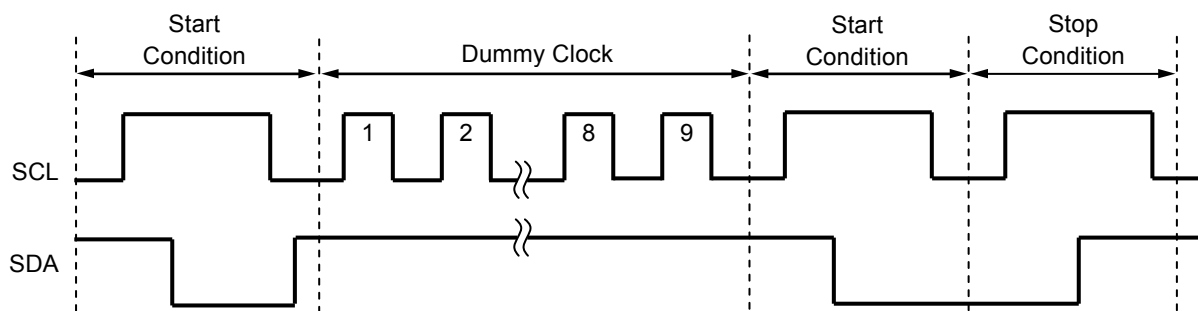 Start
Condition
Dummy Clock
Start
Condition
Stop
Condition
SCL
1
2
8
9
SDA